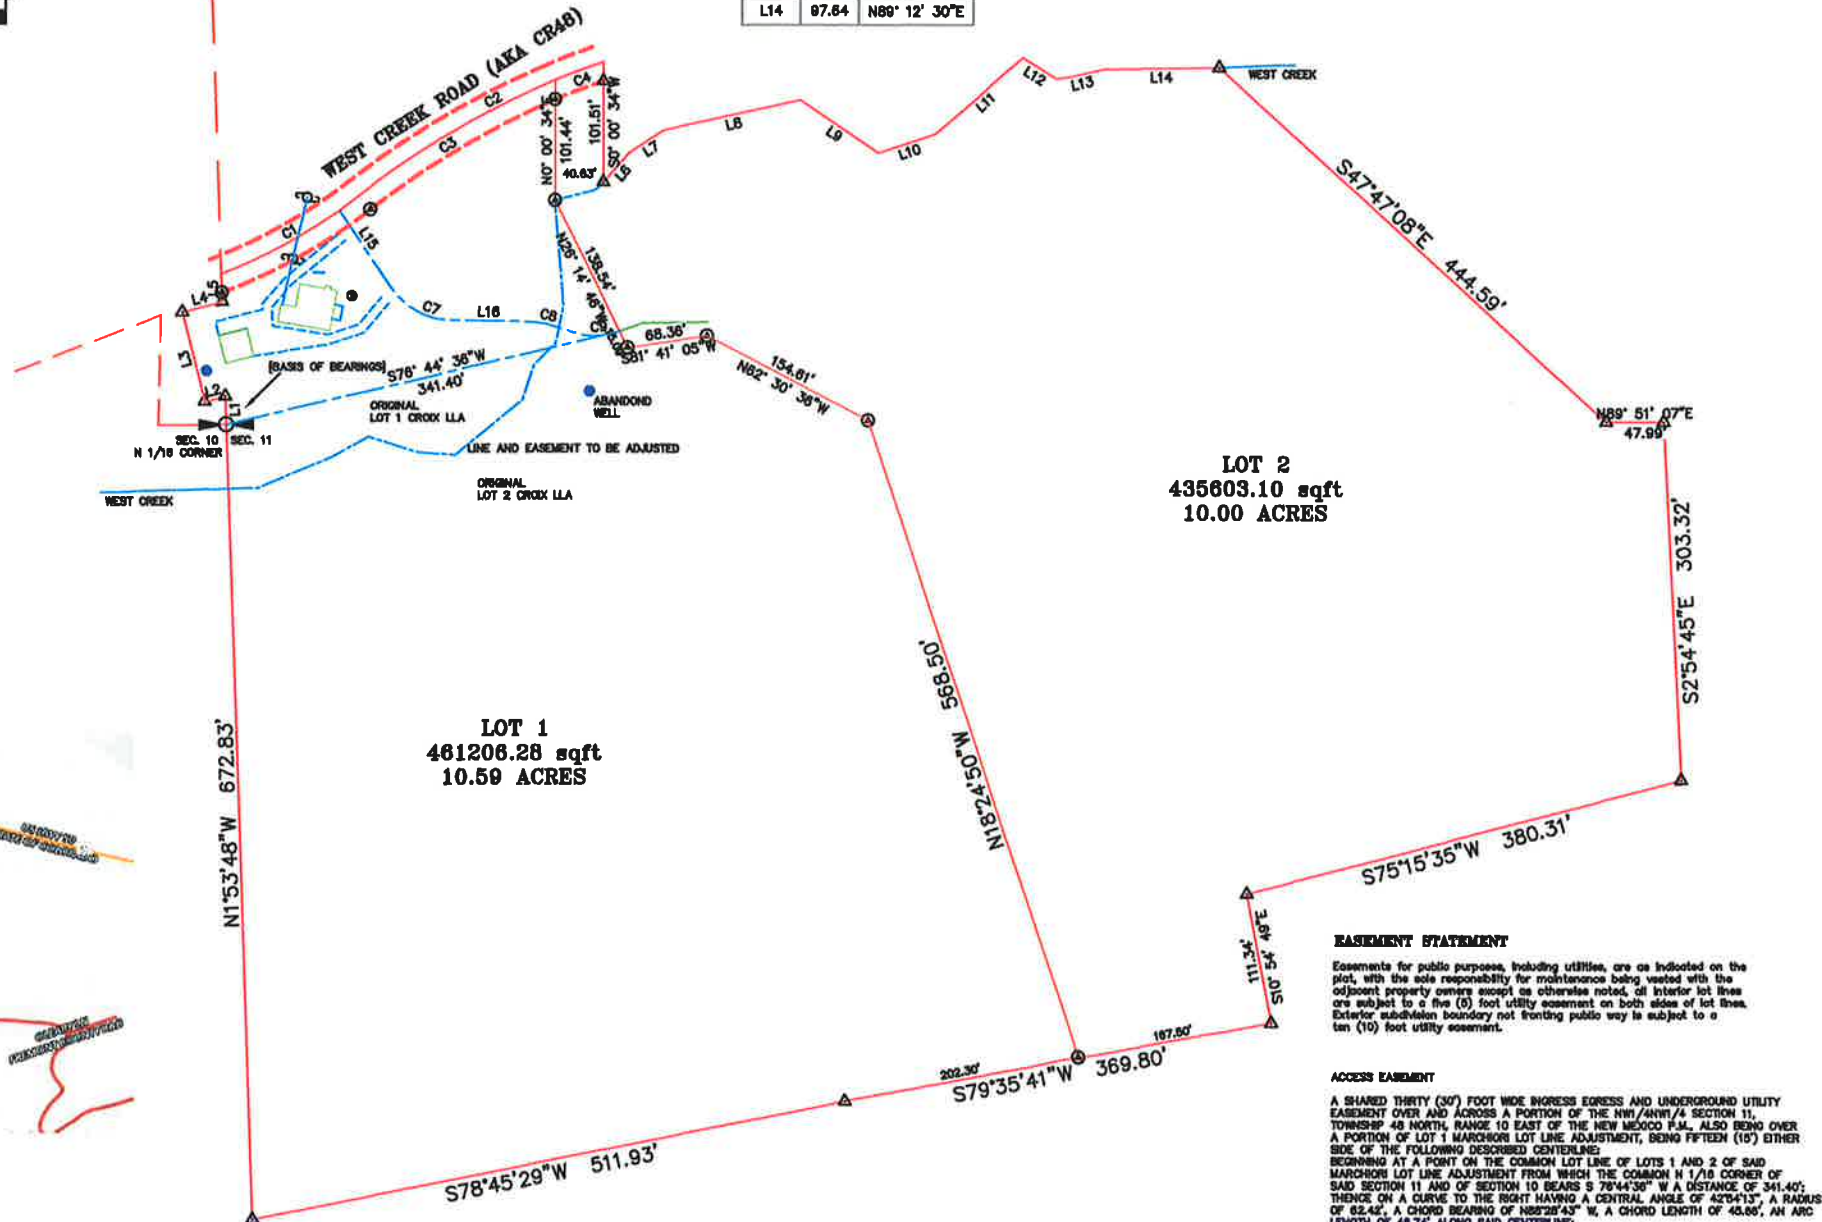 L14 97.64 N89° 12' 30"E
WEST CREEK ROAD (AKA CR48)
C2
C4
C3
C1
N0° 00' 34"E
101.44'
101.51'
S0° 00' 34"W
40.63'
L6
L7
L8
L9
L10
L11
L12
L13
L14
WEST CREEK
S47°47'08"E 444.59'
L15
L4
L5
L3
L2
L1
C7
L16
C8
N26° 14' 46"W
138.54'
68.36'
S81° 41' 05"W
154.61'
N62° 30' 36"W
(BASIS OF BEARINGS)
S76° 44' 36"W
341.40'
ORIGINAL
LOT 1 CROIX LLA
ABANDOND
WELL
SEC. 10 SEC. 11
N 1/16 CORNER
LINE AND EASEMENT TO BE ADJUSTED
ORIGINAL
LOT 2 CROIX LLA
WEST CREEK
N89° 51' 07"E
47.99'
LOT 2
435603.10 sqft
10.00 ACRES
S2°54'45"E 303.32'
N18°24'50"W 568.50'
LOT 1
461206.28 sqft
10.59 ACRES
N1°53'48"W 672.83'
S75°15'35"W 380.31'
111.34'
S10° 54' 49"E
167.50'
202.30'
S79°35'41"W 369.80'
S78°45'29"W 511.93'
EASEMENT STATEMENT
Easements for public purposes, including utilities, are as indicated on the
plat, with the sole responsibility for maintenance being vested with the
adjacent property owners except as otherwise noted, all interior lot lines
are subject to a five (5) foot utility easement on both sides of lot lines.
Exterior subdivision boundary not fronting public way is subject to a
ten (10) foot utility easement.
ACCESS EASEMENT
A SHARED THIRTY (30') FOOT WIDE INGRESS EGRESS AND UNDERGROUND UTILITY
EASEMENT OVER AND ACROSS A PORTION OF THE NW1/4NW1/4 SECTION 11,
TOWNSHIP 48 NORTH, RANGE 10 EAST OF THE NEW MEXICO P.M., ALSO BEING OVER
A PORTION OF LOT 1 MARCHIORI LOT LINE ADJUSTMENT, BEING FIFTEEN (15') EITHER
SIDE OF THE FOLLOWING DESCRIBED CENTERLINE:
BEGINNING AT A POINT ON THE COMMON LOT LINE OF LOTS 1 AND 2 OF SAID
MARCHIORI LOT LINE ADJUSTMENT FROM WHICH THE COMMON N 1/16 CORNER OF
SAID SECTION 11 AND OF SECTION 10 BEARS S 76°44'36" W A DISTANCE OF 341.40';
THENCE ON A CURVE TO THE RIGHT HAVING A CENTRAL ANGLE OF 42°54'13", A RADIUS
OF 62.42', A CHORD BEARING OF N88°28'43" W, A CHORD LENGTH OF 45.66', AN ARC
LENGTH OF 46.74' ALONG SAID CENTERLINE;